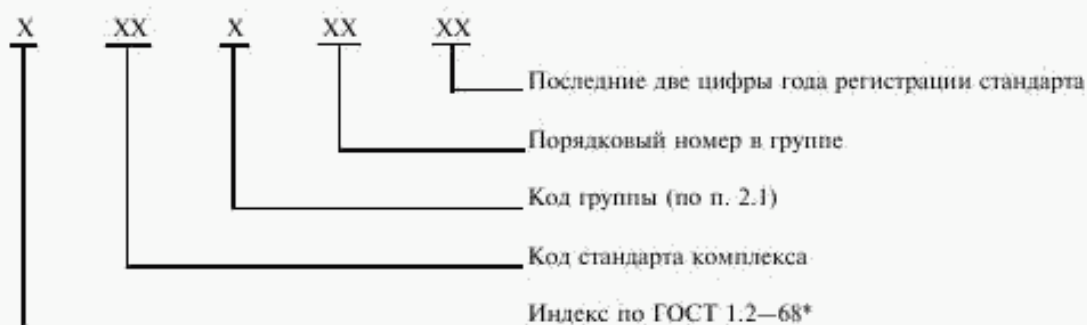 X XX X XX XX
Последние две цифры года регистрации стандарта
Порядковый номер в группе
Код группы (по п. 2.1)
Код стандарта комплекса
Индекс по ГОСТ 1.2—68*